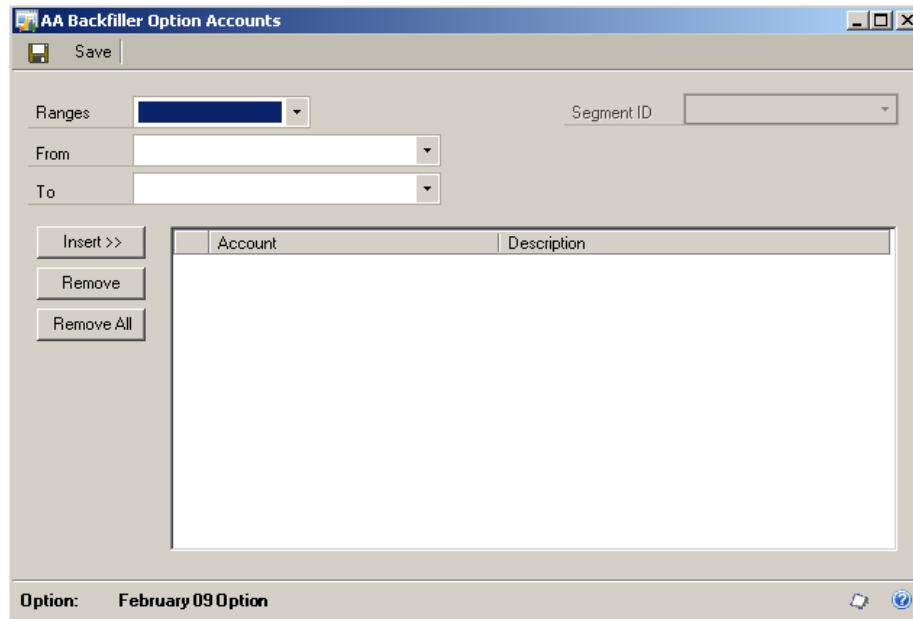 AA Backfiller Option Accounts
Save
Ranges
Segment ID
From
To
Insert >>
Account
Description
Remove
Remove All
Option: February 09 Option